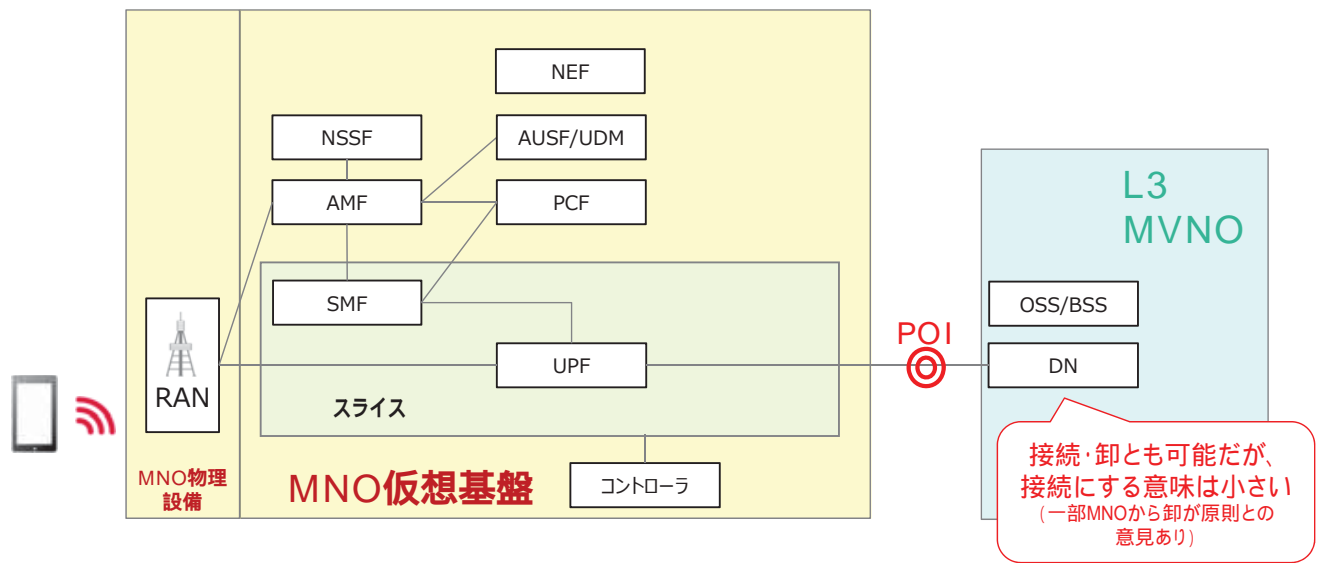 NEF
NSSF
AUSF/UDM
AMF
PCF
SMF
UPF
スライス
RAN
MNO物理
設備
MNO仮想基盤
コントローラ
POI
L3
MVNO
OSS/BSS
DN
接続･卸とも可能だが、
接続にする意味は小さい
(一部MNOから卸が原則との
意見あり)